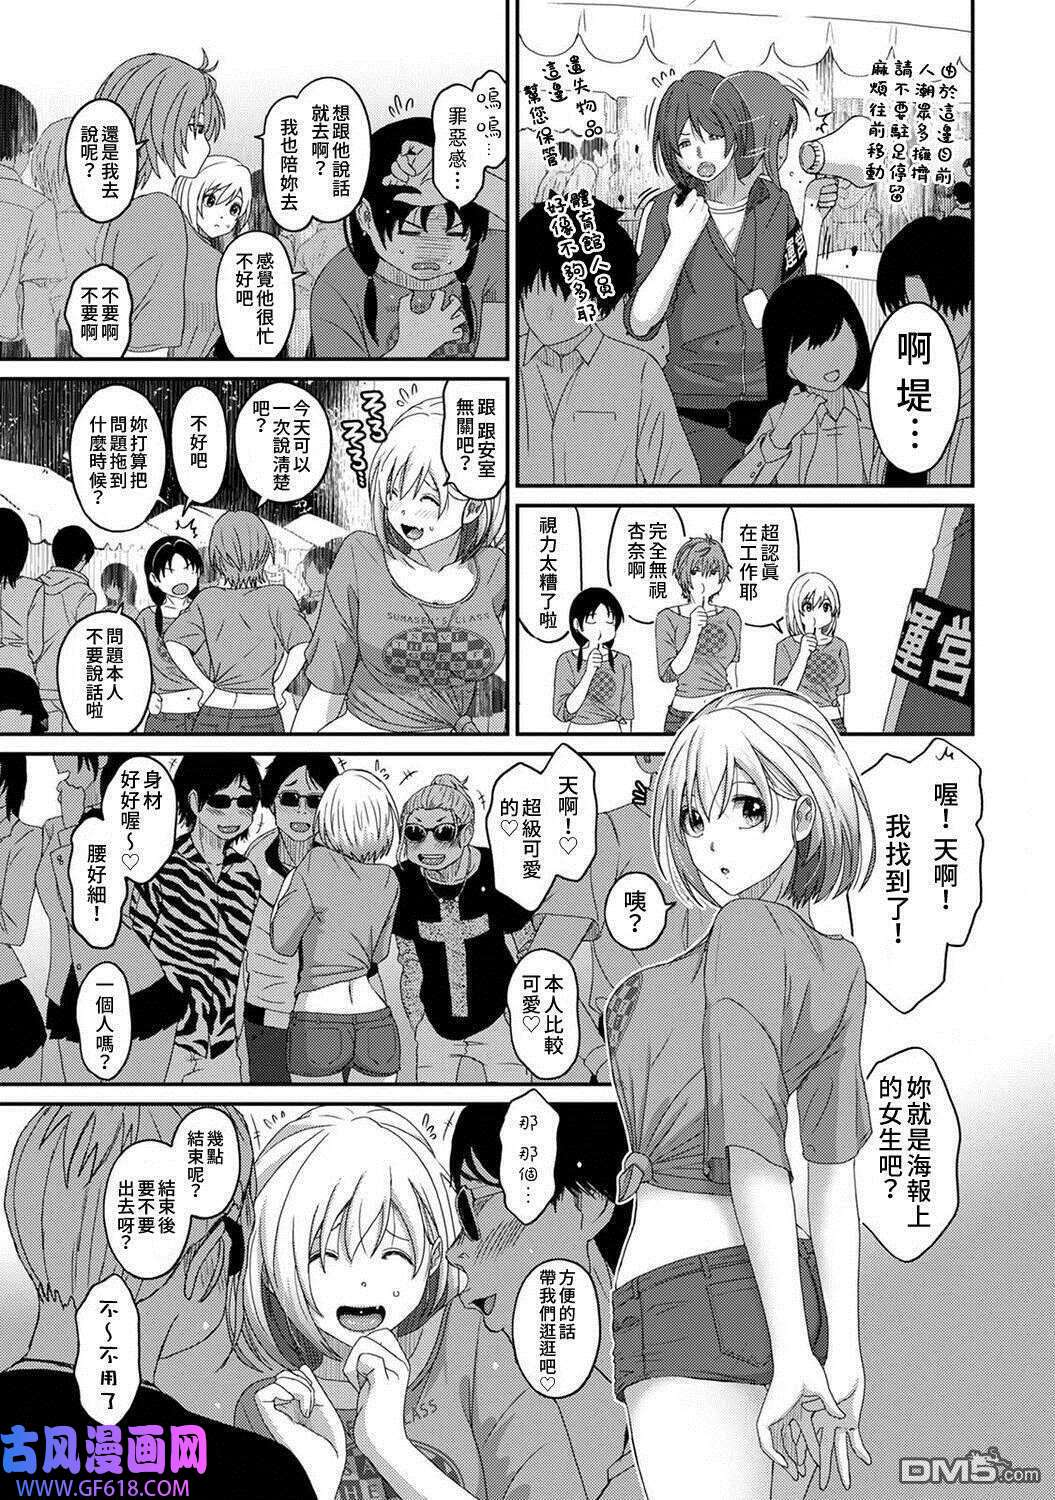 由於這邊目前
人潮眾多擁擠
請不要駐足停留
麻煩往前移動
遺失物品
這邊
幫您保管
體育館人員
好像不夠多耶
運營
啊
堤…
嗚嗚…
罪惡感…
想跟他說話
就去啊？
我也陪妳去
還是我去
說呢？
感覺他很忙
不好吧
不要啊
不要啊
超認真
在工作耶
完全無視
杏奈啊
視力太糟了啦
運營
跟 跟安室
無關吧？
今天可以
一次說清楚
吧？
不好吧
妳打算把
問題拖到
什麼時候？
問題本人
不要說話啦
SUMASEN S CLASS
WAVE
THE
喔！天啊！
我找到了！
妳就是海報上
的女生吧？
天啊！♡
超級可愛
的♡
咦？
本人比較
可愛♡
身材
好好喔～♡
腰好細！
一個人嗎？
那 那個…
方便的話
帶我們逛逛吧♡
幾點
結束呢？
結束後
要不要
出去呀？
不～不用了
CLASS
THE
古风漫画网
WWW.GF618.COM
DM5.com